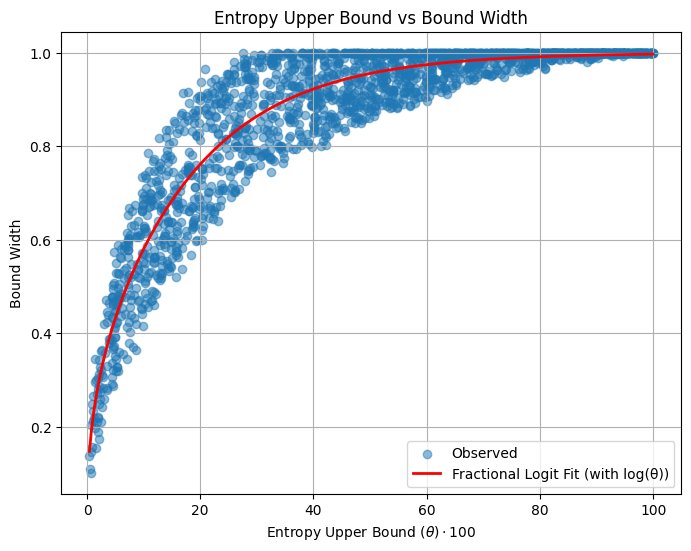 Entropy Upper Bound vs Bound Width
Bound Width
1.0
0.8
0.6
0.4
0.2
0 20 40 60 80 100
Entropy Upper Bound (θ) · 100
Observed
Fractional Logit Fit (with log(θ))